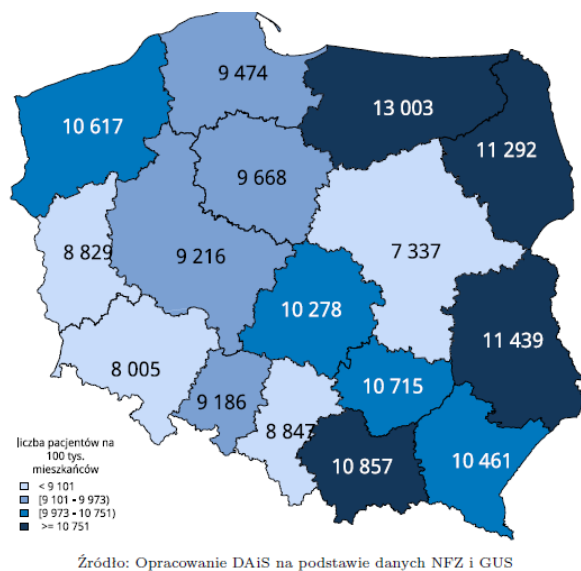 9 474
13 003
10 617
11 292
9 668
8 829
9 216
7 337
10 278
11 439
8 005
10 715
9 186
8 847
10 857
10 461
liczba pacjentów na
100 tys.
mieszkańców
< 9 101
[9 101 - 9 973)
[9 973 - 10 751)
>= 10 751
Źródło: Opracowanie DAiS na podstawie danych NFZ i GUS